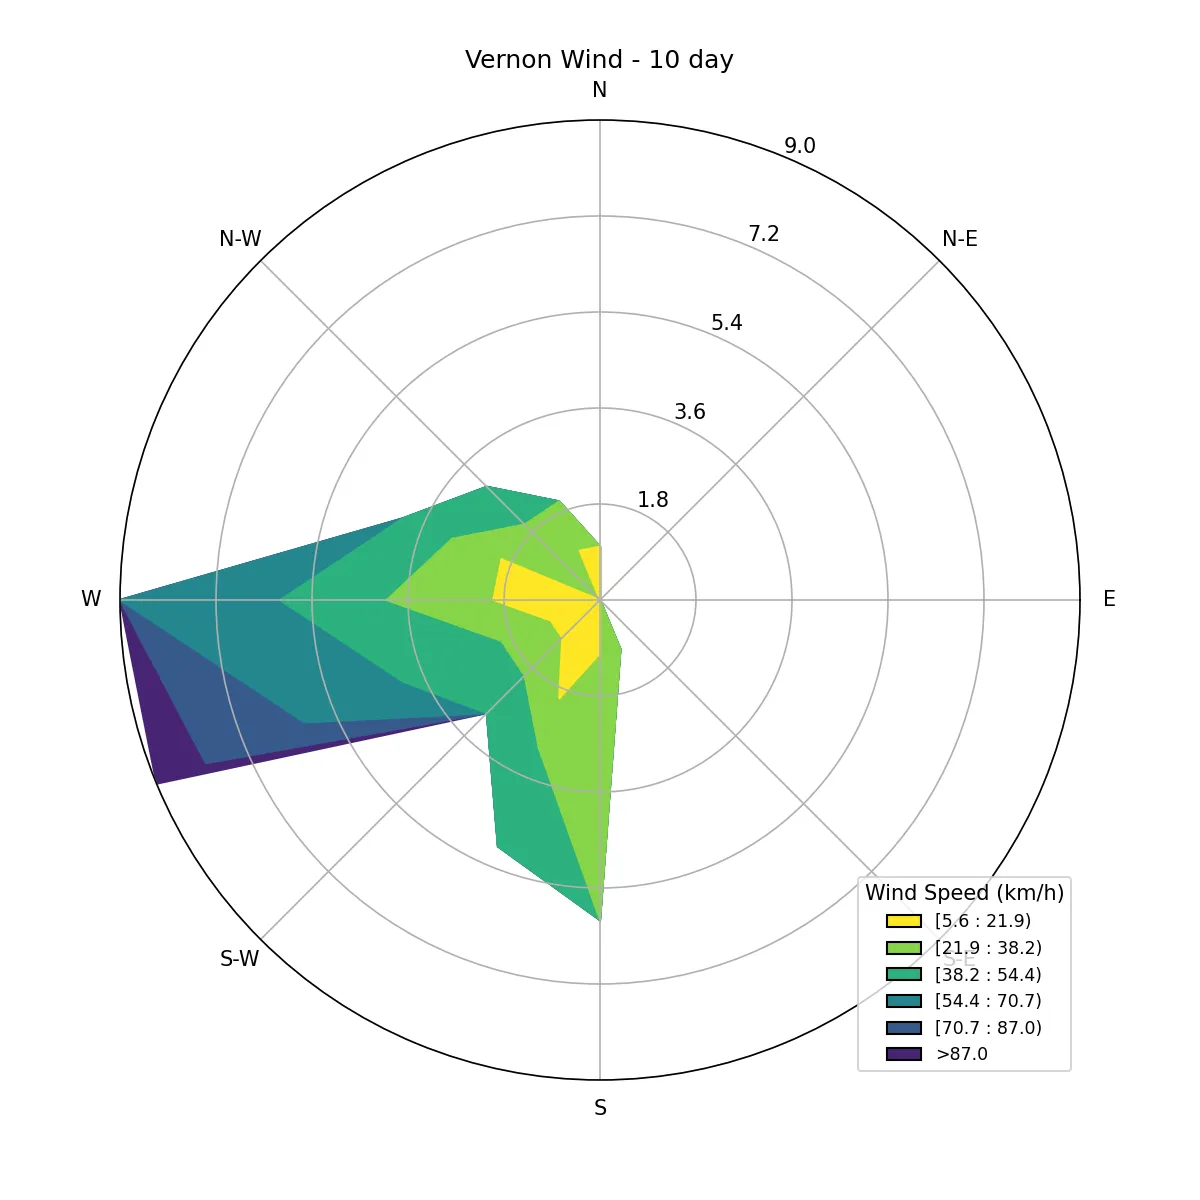 Vernon Wind - 10 day
N
9.0
N-W
N-E
7.2
5.4
3.6
1.8
W
E
S-W
S-E
S
Wind Speed (km/h)
[5.6 : 21.9)
[21.9 : 38.2)
[38.2 : 54.4)
[54.4 : 70.7)
[70.7 : 87.0)
>87.0